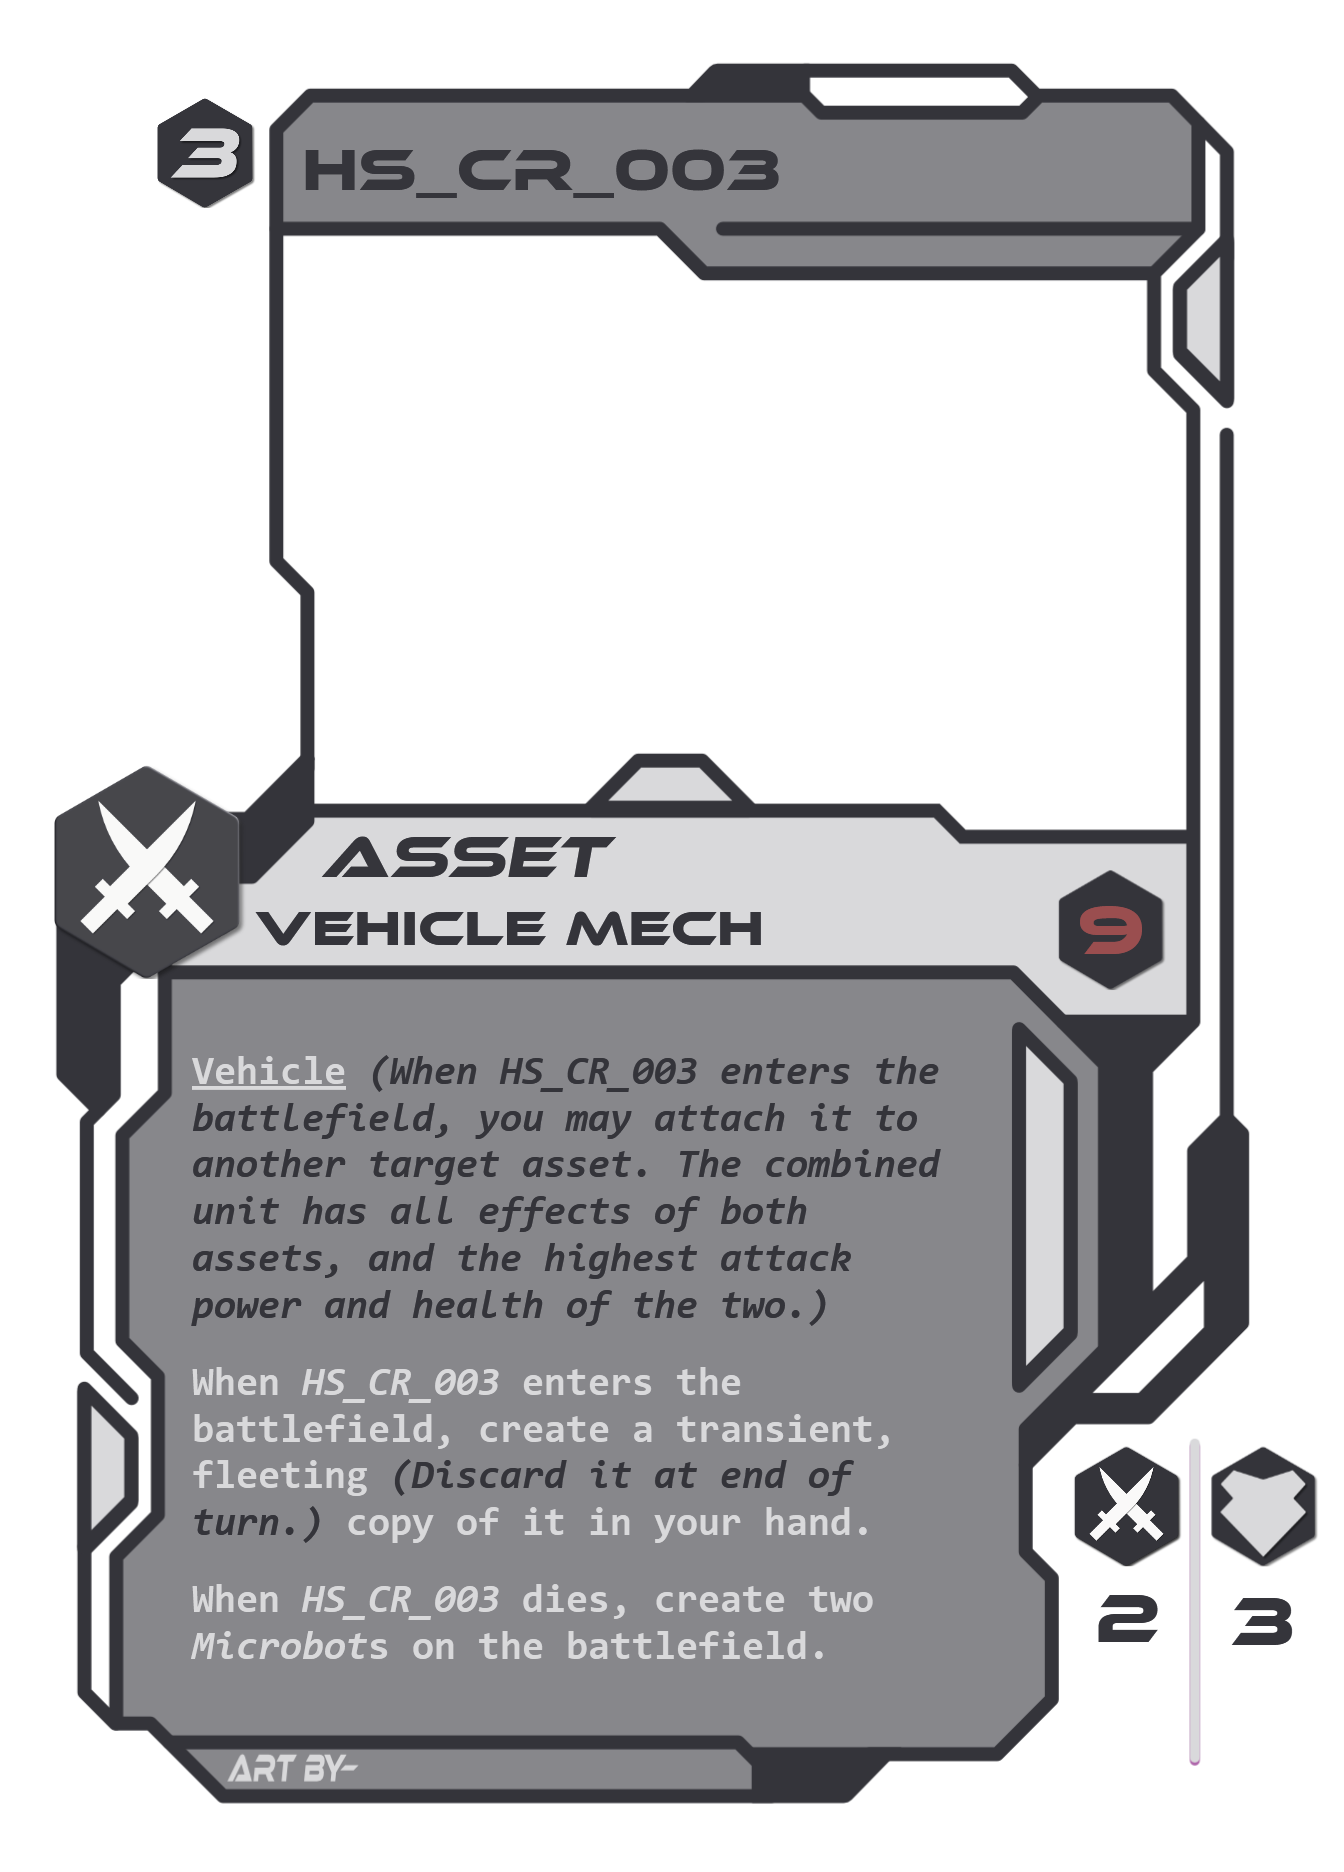 3
HS_CR_003
ASSET
VEHICLE MECH
9
Vehicle (When HS_CR_003 enters the
battlefield, you may attach it to
another target asset. The combined
unit has all effects of both
assets, and the highest attack
power and health of the two.)
When HS_CR_003 enters the
battlefield, create a transient,
fleeting (Discard it at end of
turn.) copy of it in your hand.
When HS_CR_003 dies, create two
Microbots on the battlefield.
2
3
ART BY-